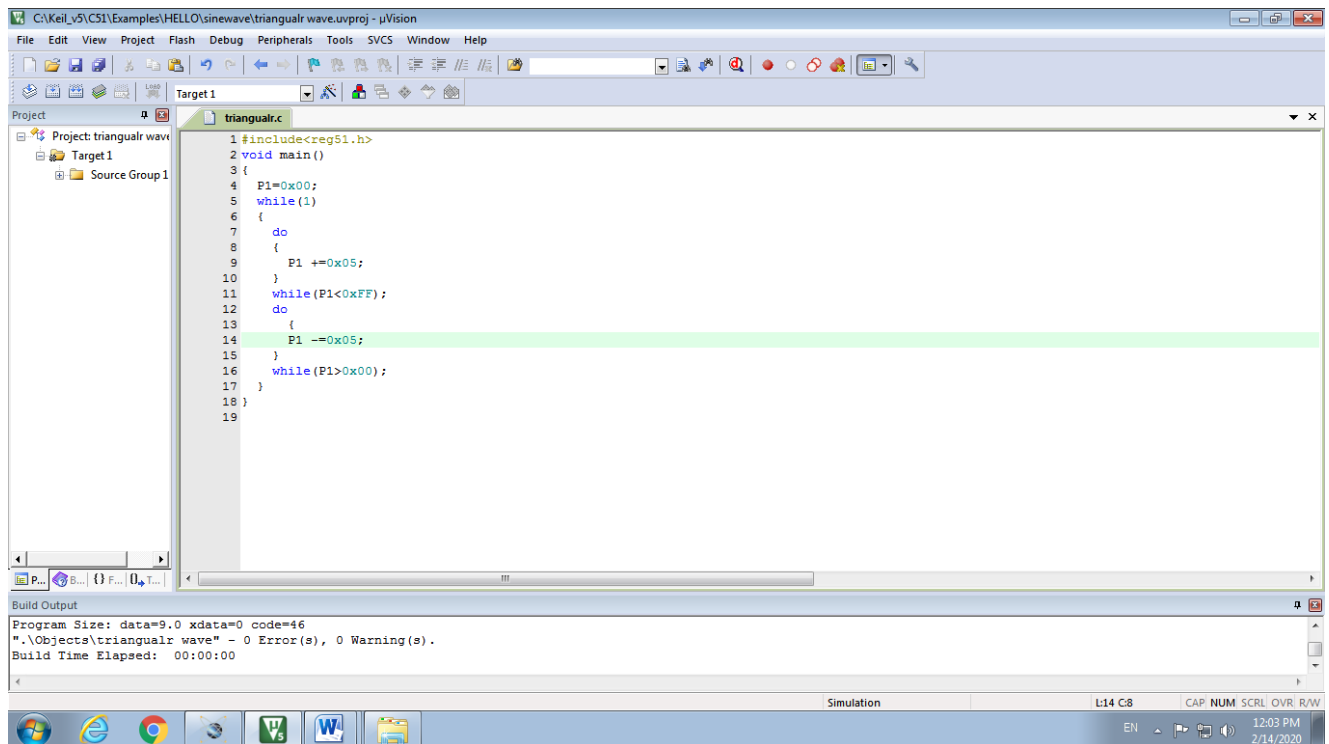 C:\Keil_v5\C51\Examples\HELLO\sinewave\triangualr wave.uvproj - µVision
File Edit View Project Flash Debug Peripherals Tools SVCS Window Help
Target 1
Project
triangualr.c
Project: triangualr wave
Target 1
Source Group 1
1 #include<reg51.h>
2 void main()
3 {
4 P1=0x00;
5 while(1)
6 {
7 do
8 {
9 P1 +=0x05;
10 }
11 while(P1<0xFF);
12 do
13 {
14 P1 -=0x05;
15 }
16 while(P1>0x00);
17 }
18 }
19
P... B... {} F... 0 T...
Build Output
Program Size: data=9.0 xdata=0 code=46
".\Objects\triangualr wave" - 0 Error(s), 0 Warning(s).
Build Time Elapsed: 00:00:00
Simulation L:14 C:8 CAP NUM SCRL OVR R/W
EN 12:03 PM
2/14/2020